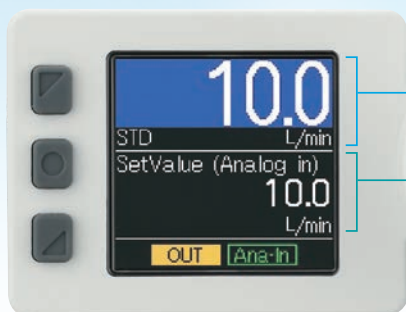 10.0
STD L/min
SetValue (Analog in)
10.0
L/min
OUT Ana-In